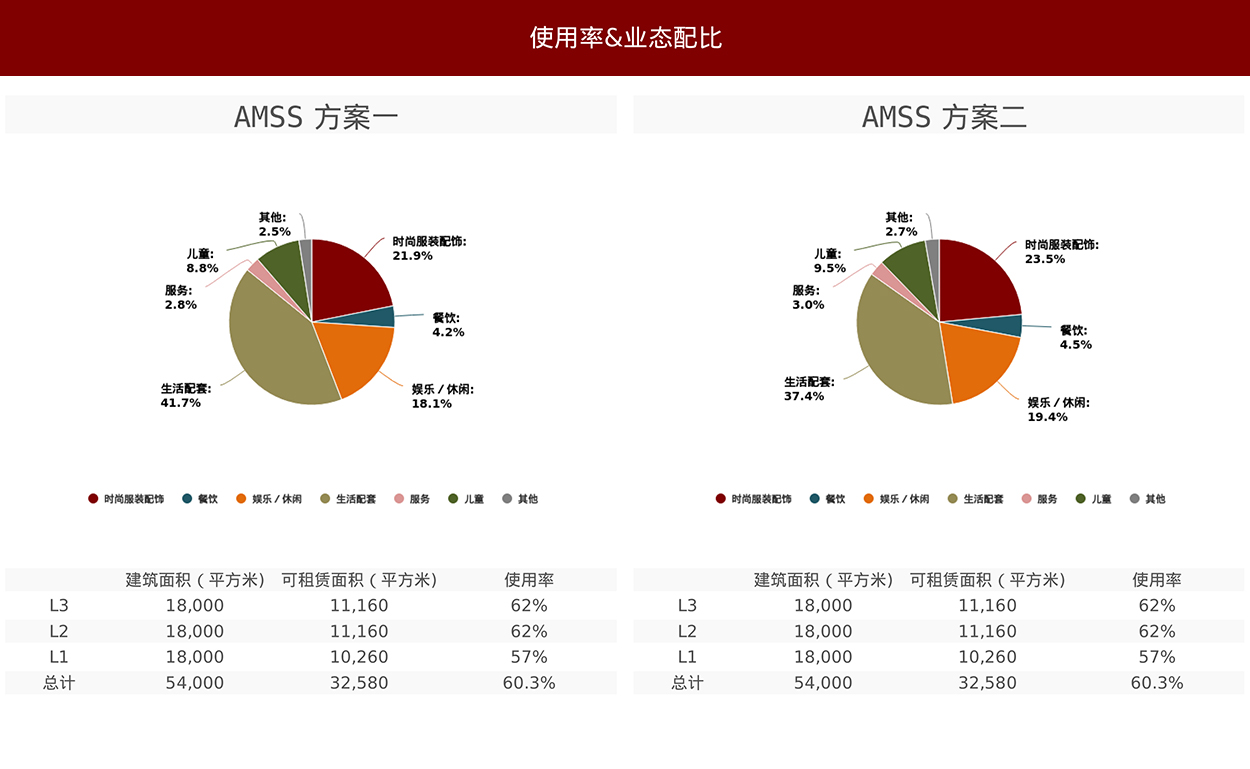 使用率&业态配比
AMSS 方案一
其他:
2.5%
时尚服装配饰:
21.9%
儿童:
8.8%
服务:
2.8%
餐饮:
4.2%
生活配套:
41.7%
娱乐 / 休闲:
18.1%
时尚服装配饰 餐饮 娱乐 / 休闲 生活配套 服务 儿童 其他
建筑面积（平方米） 可租赁面积（平方米） 使用率
L3 18,000 11,160 62%
L2 18,000 11,160 62%
L1 18,000 10,260 57%
总计 54,000 32,580 60.3%
AMSS 方案二
其他:
2.7%
时尚服装配饰:
23.5%
儿童:
9.5%
服务:
3.0%
餐饮:
4.5%
生活配套:
37.4%
娱乐 / 休闲:
19.4%
时尚服装配饰 餐饮 娱乐 / 休闲 生活配套 服务 儿童 其他
建筑面积（平方米） 可租赁面积（平方米） 使用率
L3 18,000 11,160 62%
L2 18,000 11,160 62%
L1 18,000 10,260 57%
总计 54,000 32,580 60.3%